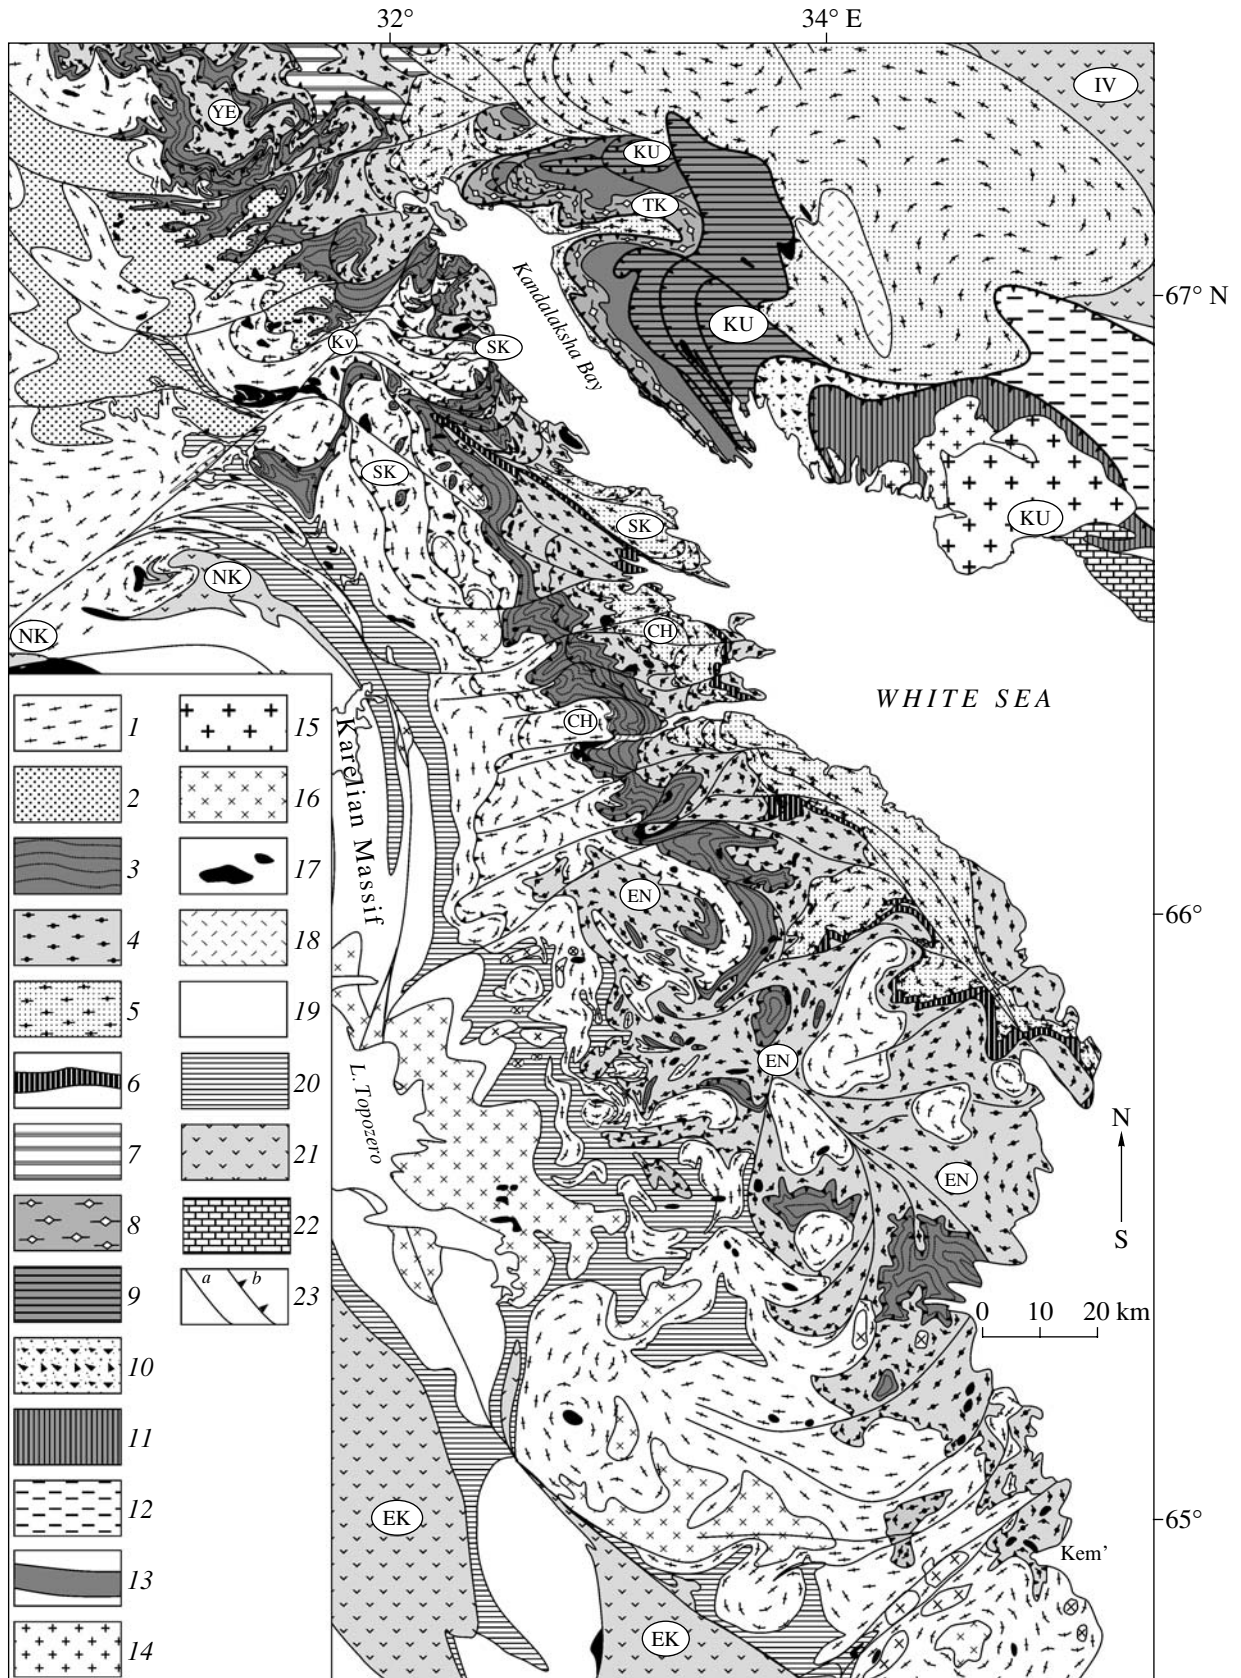 32°
34° E
IV
YE
KU
TK
67° N
Kandalaksha Bay
KU
Kv
SK
SK
KU
SK
NK
CH
NK
WHITE SEA
CH
1
15
2
16
3
17
Karelian Massif
EN
4
18
66°
5
19
EN
6
20
L. Topozero
N
7
21
EN
8
22
S
a
b
9
23
0 10 20 km
10
11
12
EK
65°
Kem’
13
14
EK